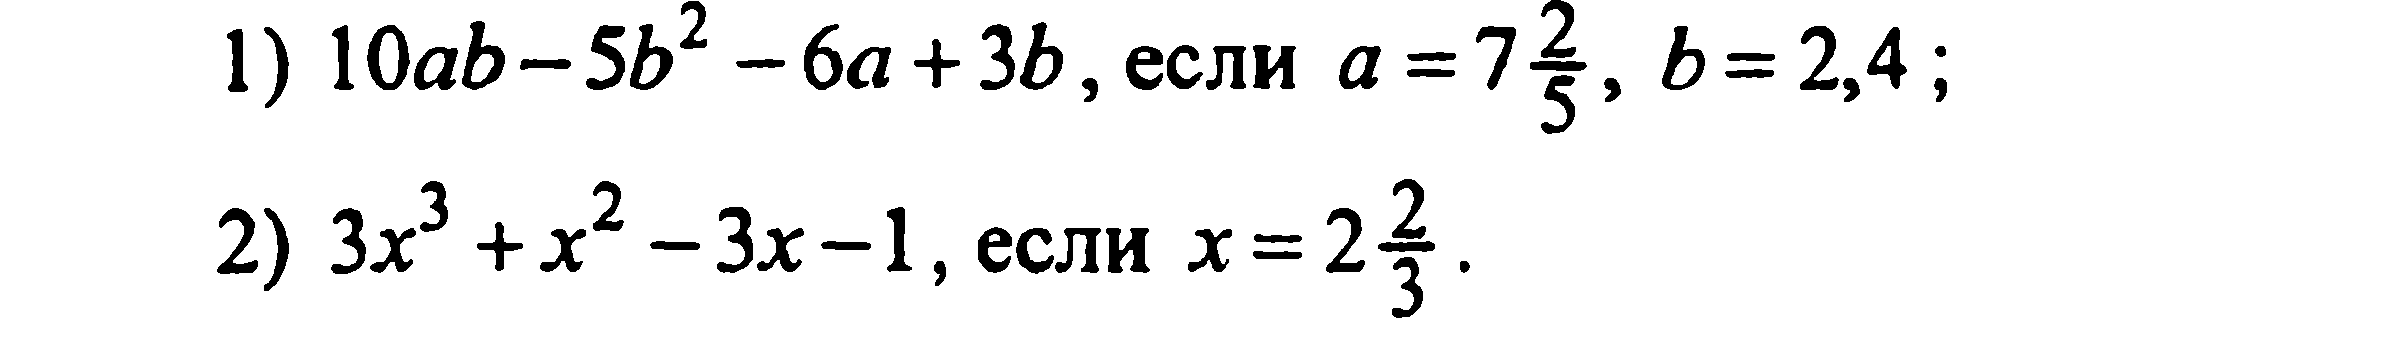 1) 10ab − 5b² − 6a + 3b, если a = 7 2/5, b = 2,4;
2) 3x³ + x² − 3x − 1, если x = 2 2/3.